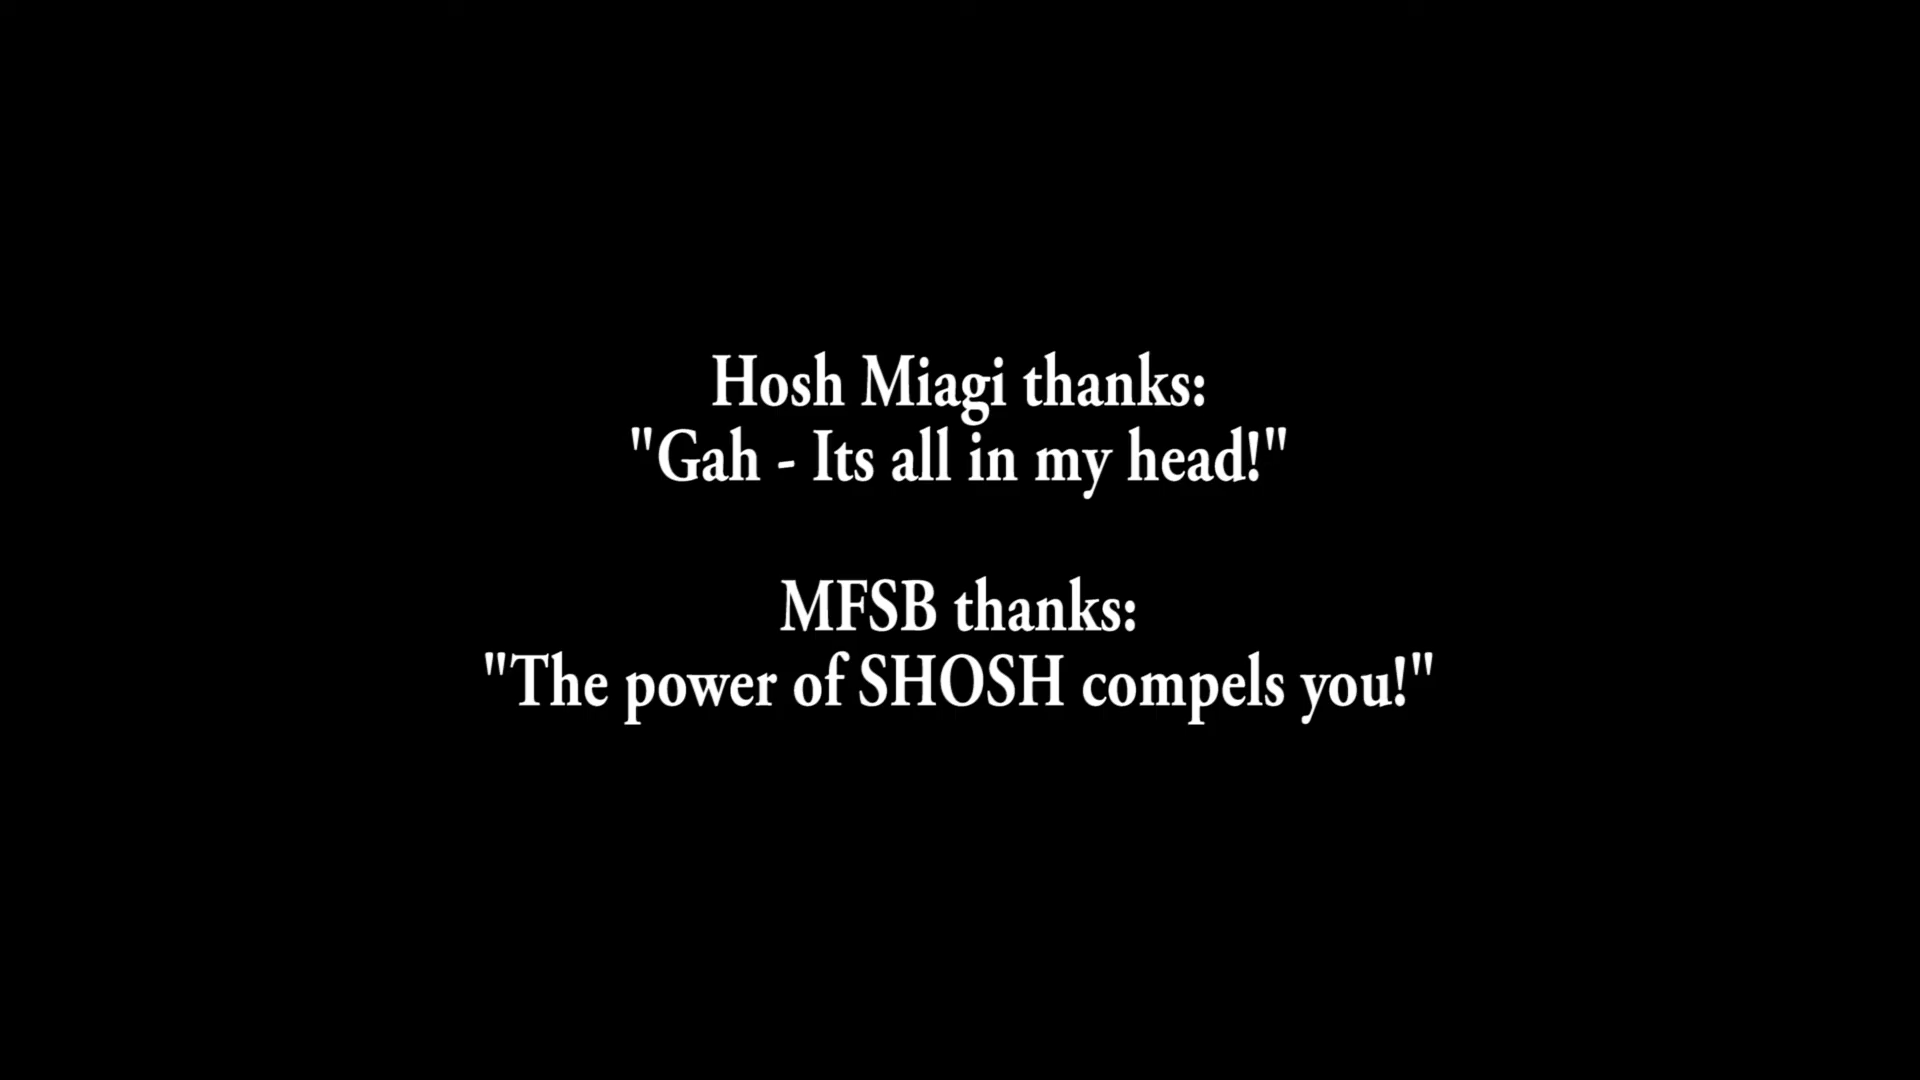 Hosh Miagi thanks:
"Gah - Its all in my head!"
MFSB thanks:
"The power of SHOSH compels you!"